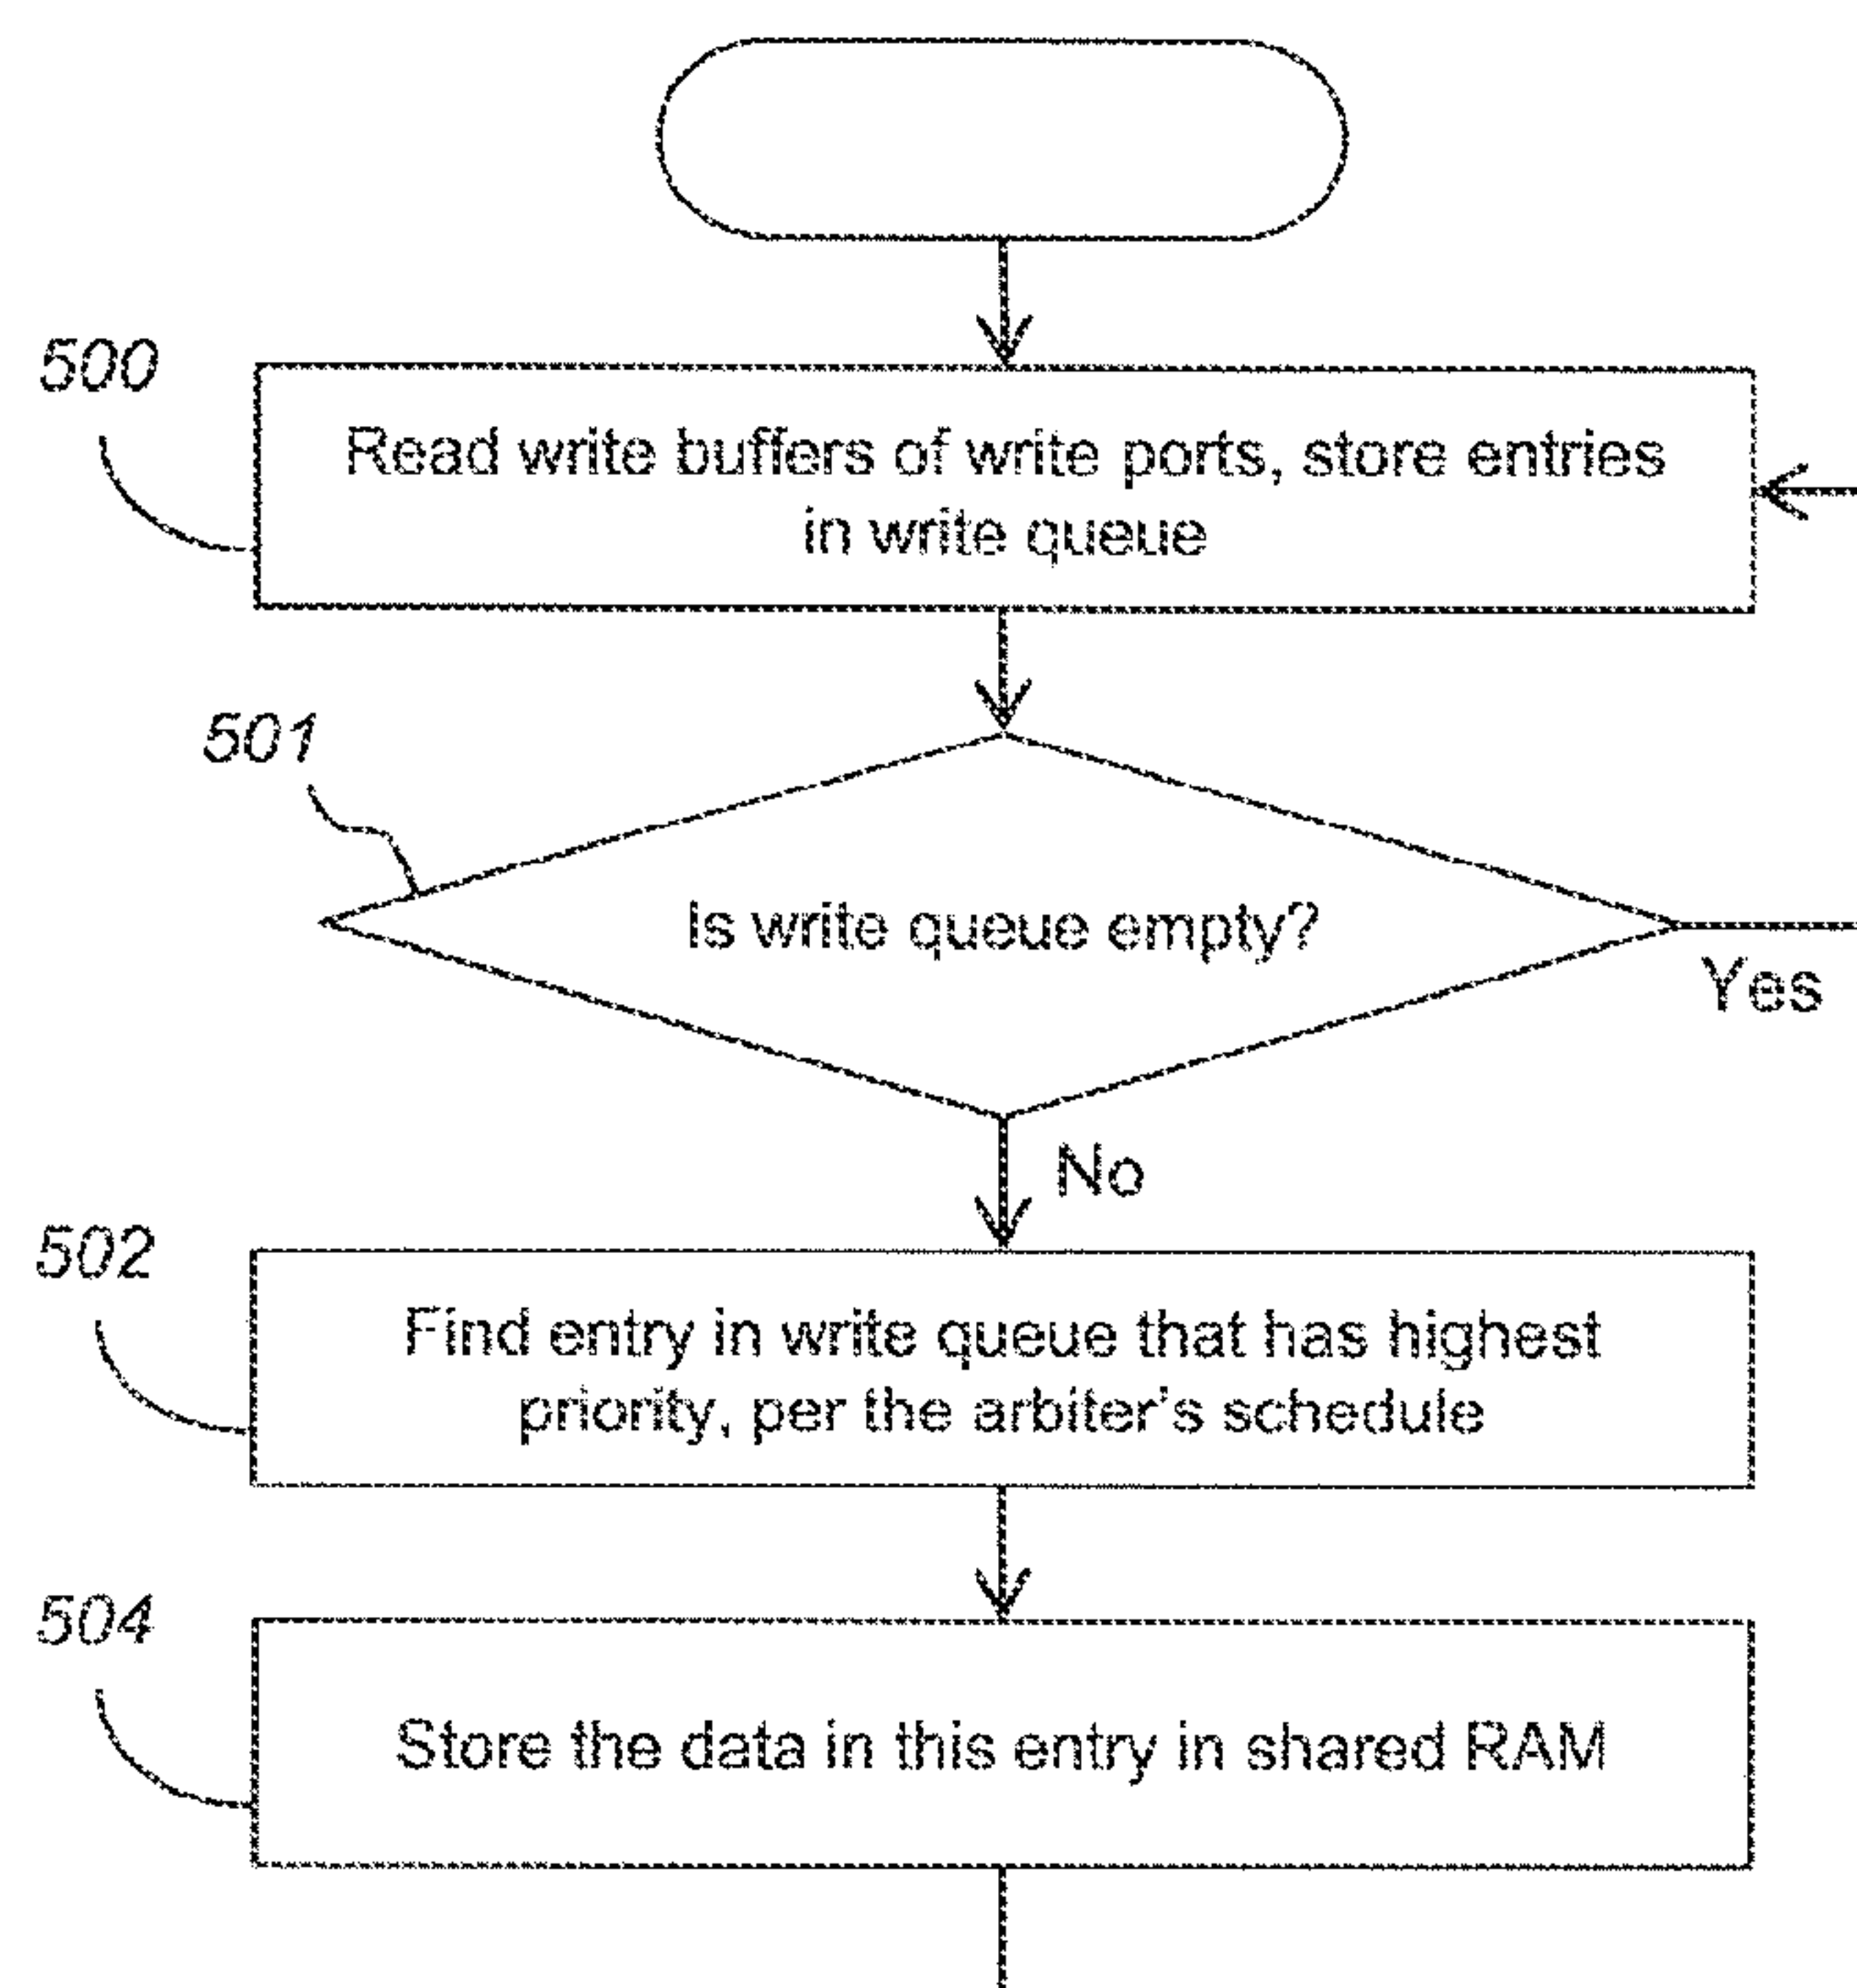 500
Read write buffers of write ports, store entries
in write queue
501
Is write queue empty?
Yes
No
502
Find entry in write queue that has highest
priority, per the arbiter's schedule
504
Store the data in this entry in shared RAM